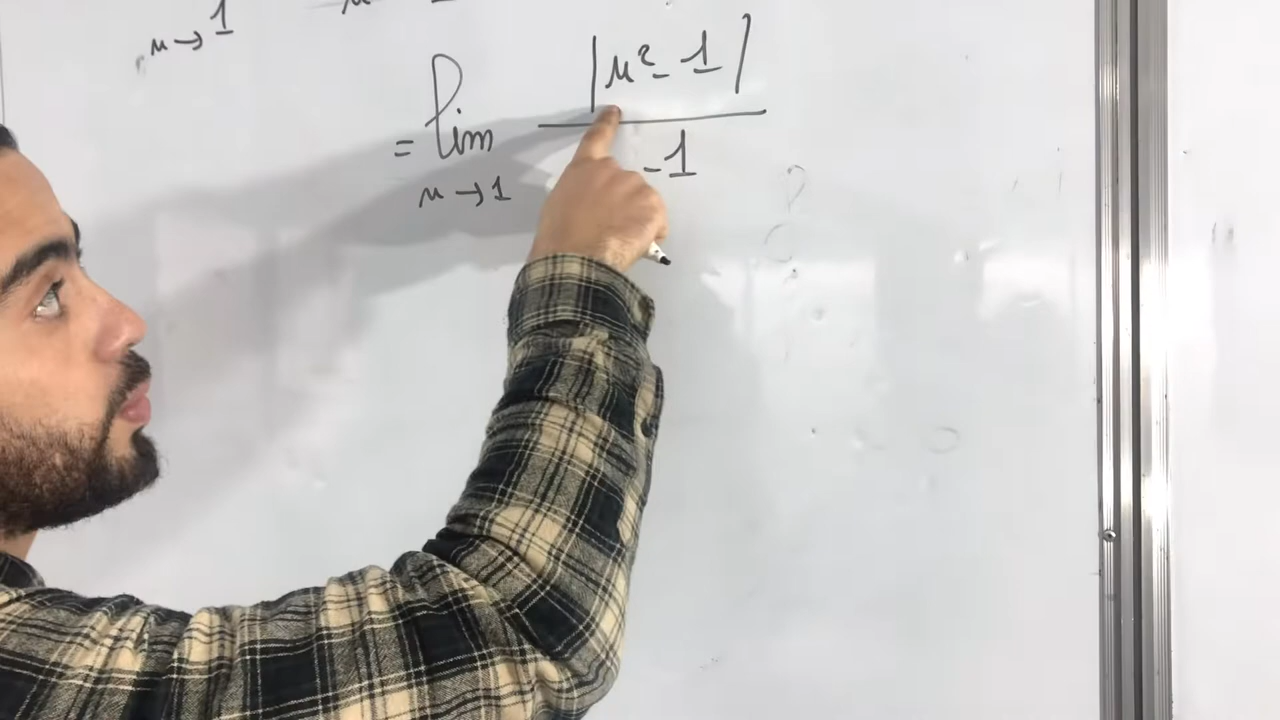 x → 1
= lim |x² - 1|
x → 1 - 1